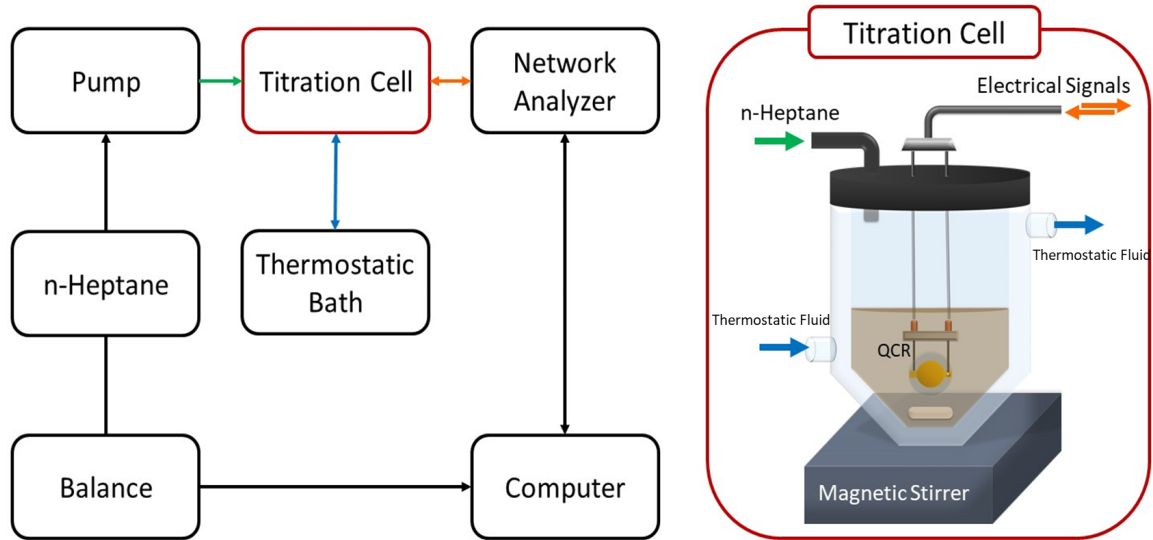 Pump
Titration Cell
Network
Analyzer
n-Heptane
Thermostatic
Bath
Balance
Computer
Titration Cell
Electrical Signals
n-Heptane
Thermostatic Fluid
Thermostatic Fluid
QCR
Magnetic Stirrer